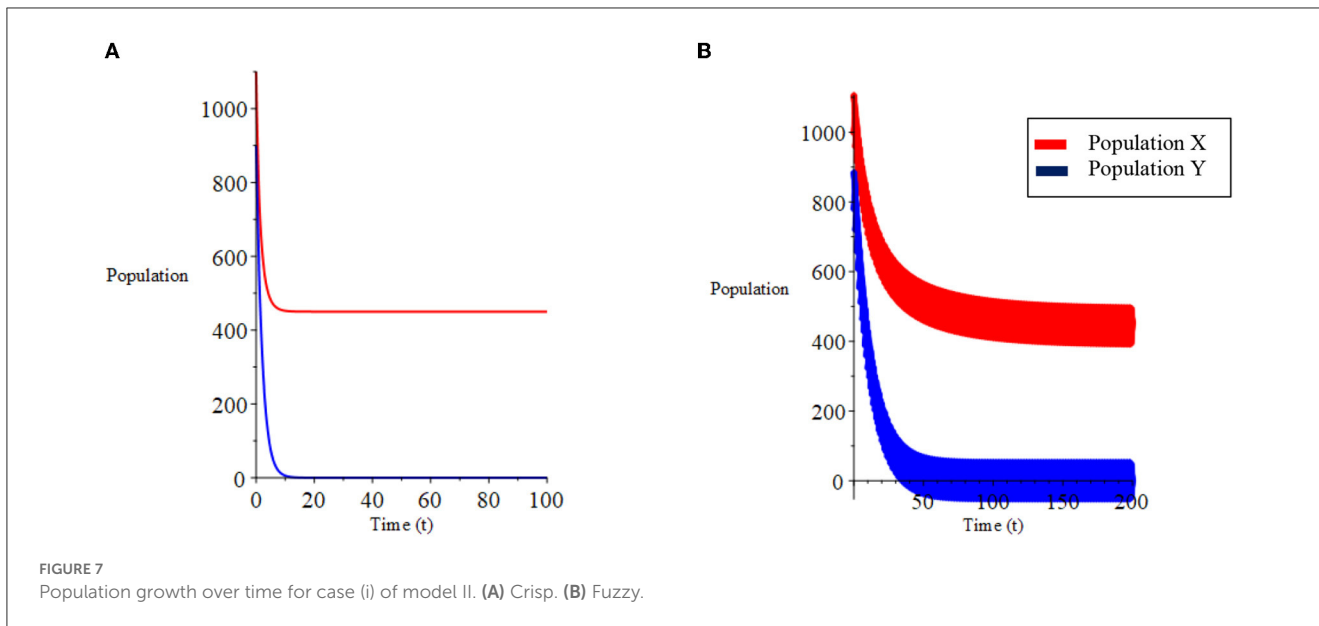 A
1000
800
600
Population
400
200
0
0 20 40 60 80 100
Time (t)
B
1000
800
600
Population
400
200
0
50 100 150 200
Time (t)
Population X
Population Y
FIGURE 7
Population growth over time for case (i) of model II. (A) Crisp. (B) Fuzzy.